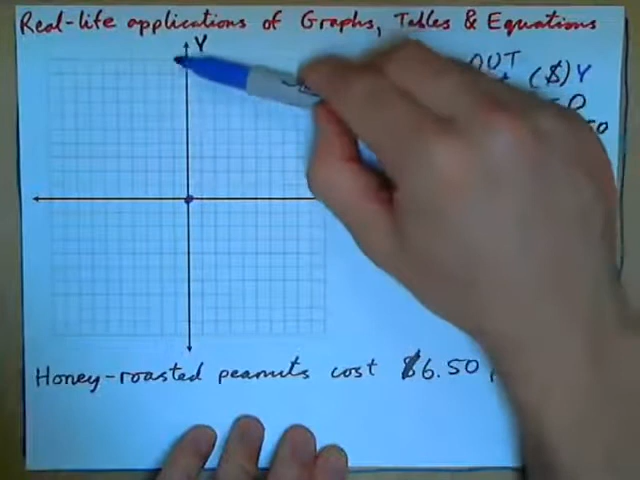 Real-life applications of Graphs, Tables & Equations
Y
OUT
($) Y
Honey-roasted peanuts cost $6.50